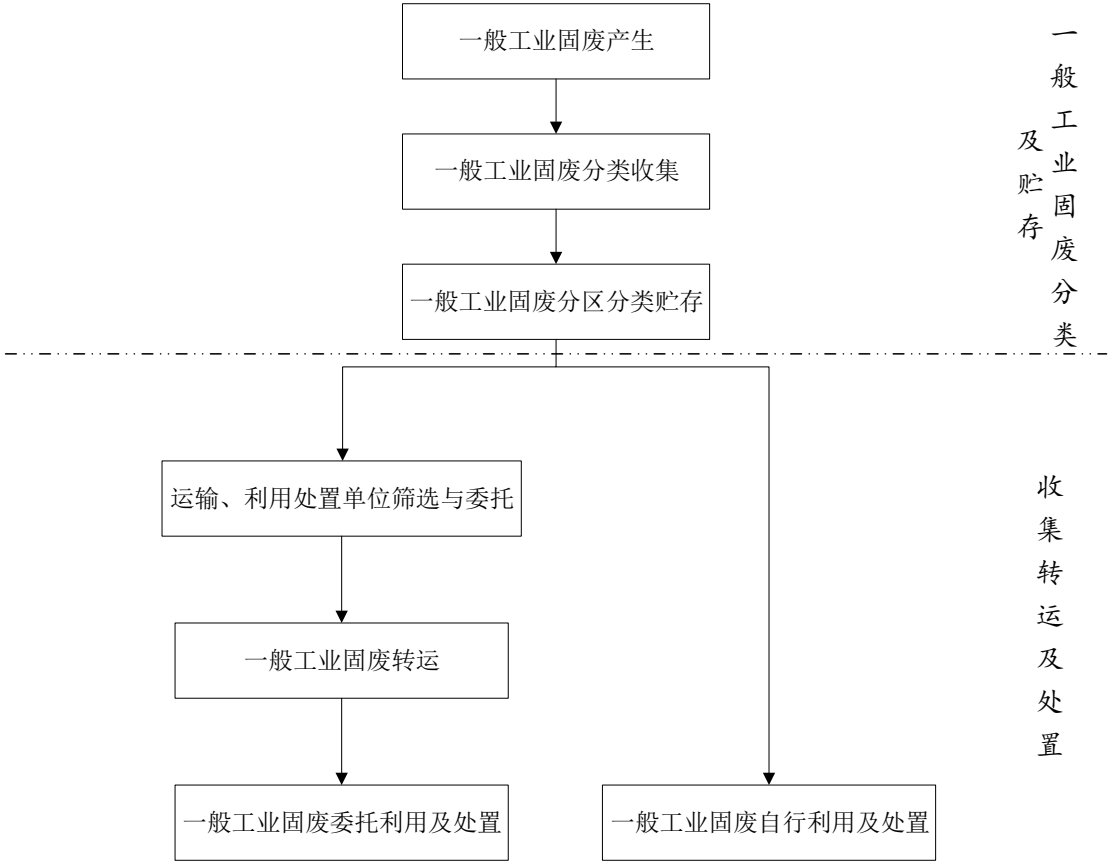 一般工业固废产生
一般工业固废分类收集
一般工业固废分区分类贮存
一般工业固废分类
及贮存
运输、利用处置单位筛选与委托
一般工业固废转运
一般工业固废委托利用及处置
一般工业固废自行利用及处置
收集转运及处置